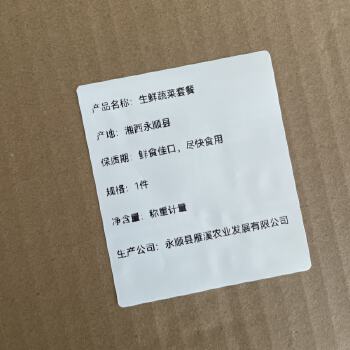 产品名称：生鲜蔬菜套餐
产地：湘西永顺县
保质期：鲜食佳口，尽快食用
规格：1件
净含量：称重计量
生产公司：永顺县雁溪农业发展有限公司